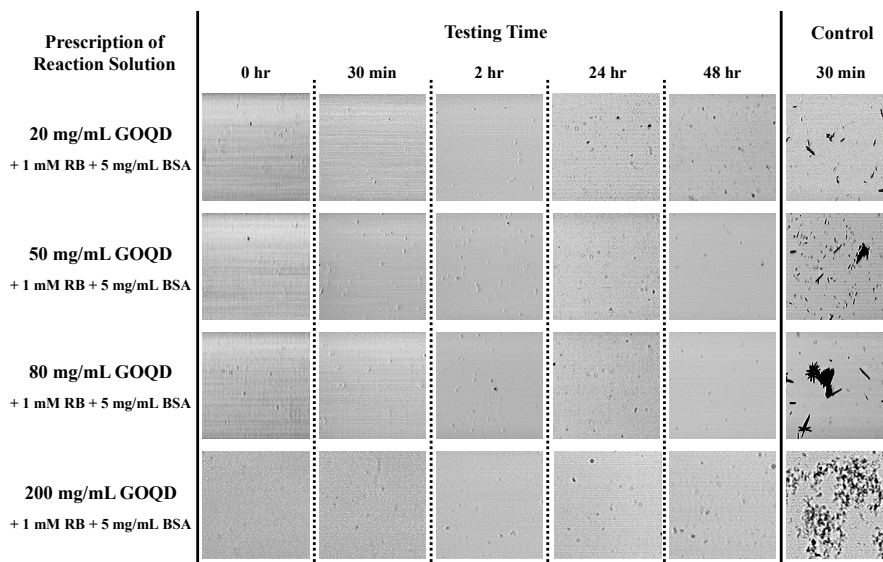 Prescription of
Reaction Solution
Testing Time
Control
0 hr
30 min
2 hr
24 hr
48 hr
30 min
20 mg/mL GOQD
+ 1 mM RB + 5 mg/mL BSA
50 mg/mL GOQD
+ 1 mM RB + 5 mg/mL BSA
80 mg/mL GOQD
+ 1 mM RB + 5 mg/mL BSA
200 mg/mL GOQD
+ 1 mM RB + 5 mg/mL BSA